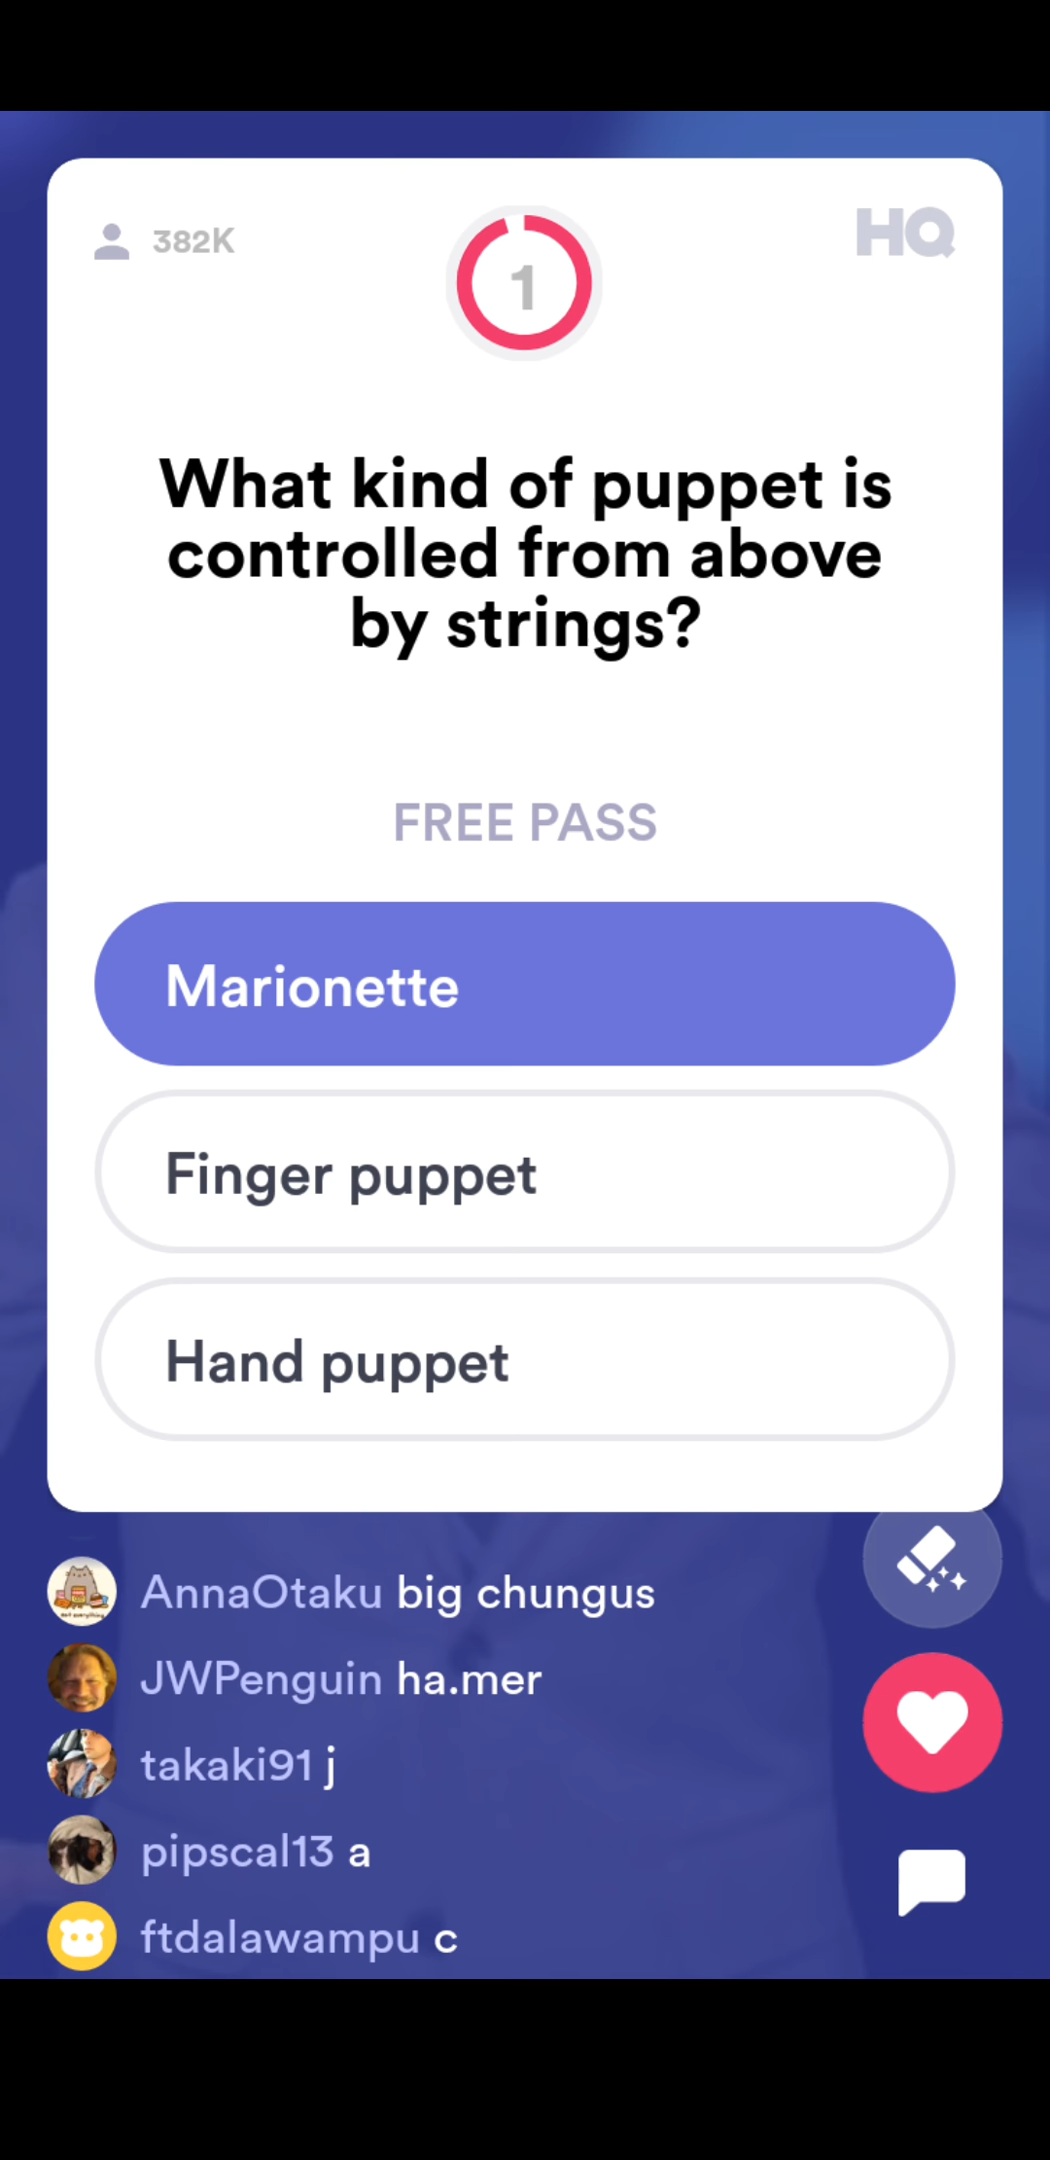 382K
1
HQ
What kind of puppet is
controlled from above
by strings?
FREE PASS
Marionette
Finger puppet
Hand puppet
AnnaOtaku big chungus
JWPenguin ha.mer
takaki91 j
pipscal13 a
ftdalawampu c